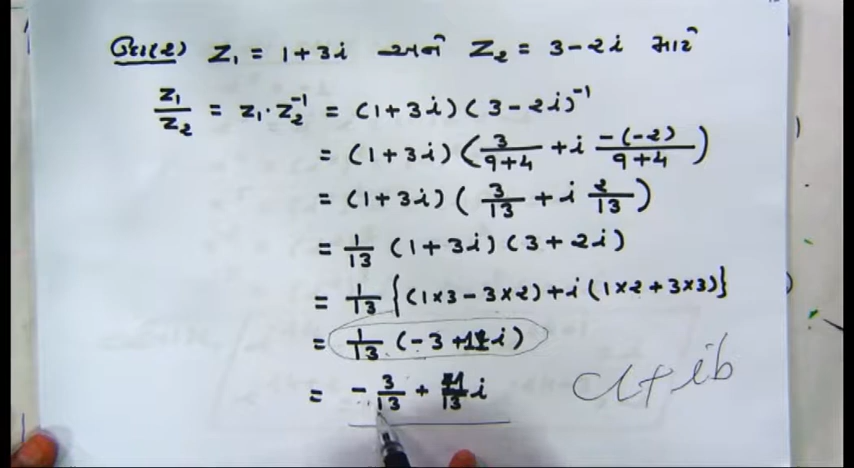 ઉદા(૨) Z₁ = 1 + 3i અને Z₂ = 3 - 2i માટે
Z₁/Z₂ = Z₁·Z₂⁻¹ = (1 + 3i)(3 - 2i)⁻¹
= (1 + 3i)(3/(9+4) + i -(-2)/(9+4))
= (1 + 3i)(3/13 + i 2/13)
= 1/13 (1 + 3i)(3 + 2i)
= 1/13 {(1×3 - 3×2) + i(1×2 + 3×3)}
= 1/13 (-3 + 11i)
= -3/13 + 11/13 i
a + ib